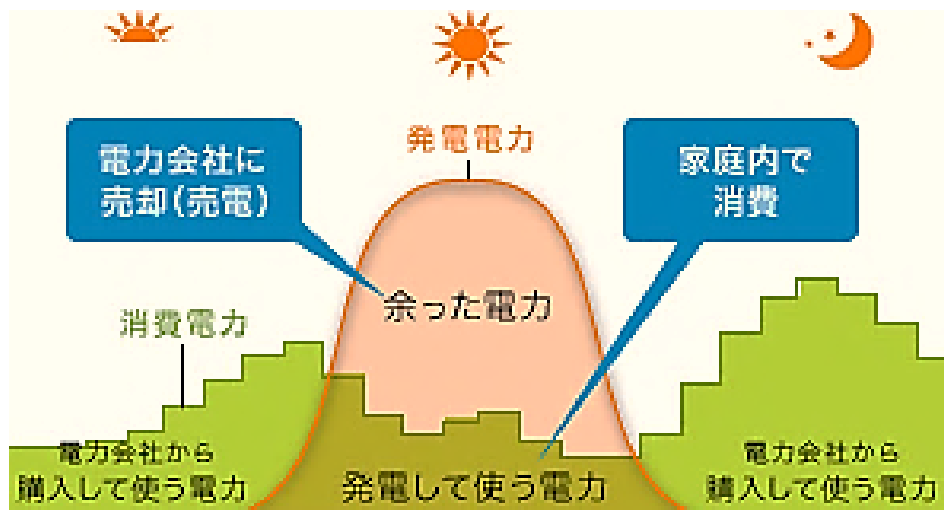 発電電力
電力会社に
売却(売電)
家庭内で
消費
余った電力
消費電力
電力会社から
購入して使う電力
発電して使う電力
電力会社から
購入して使う電力